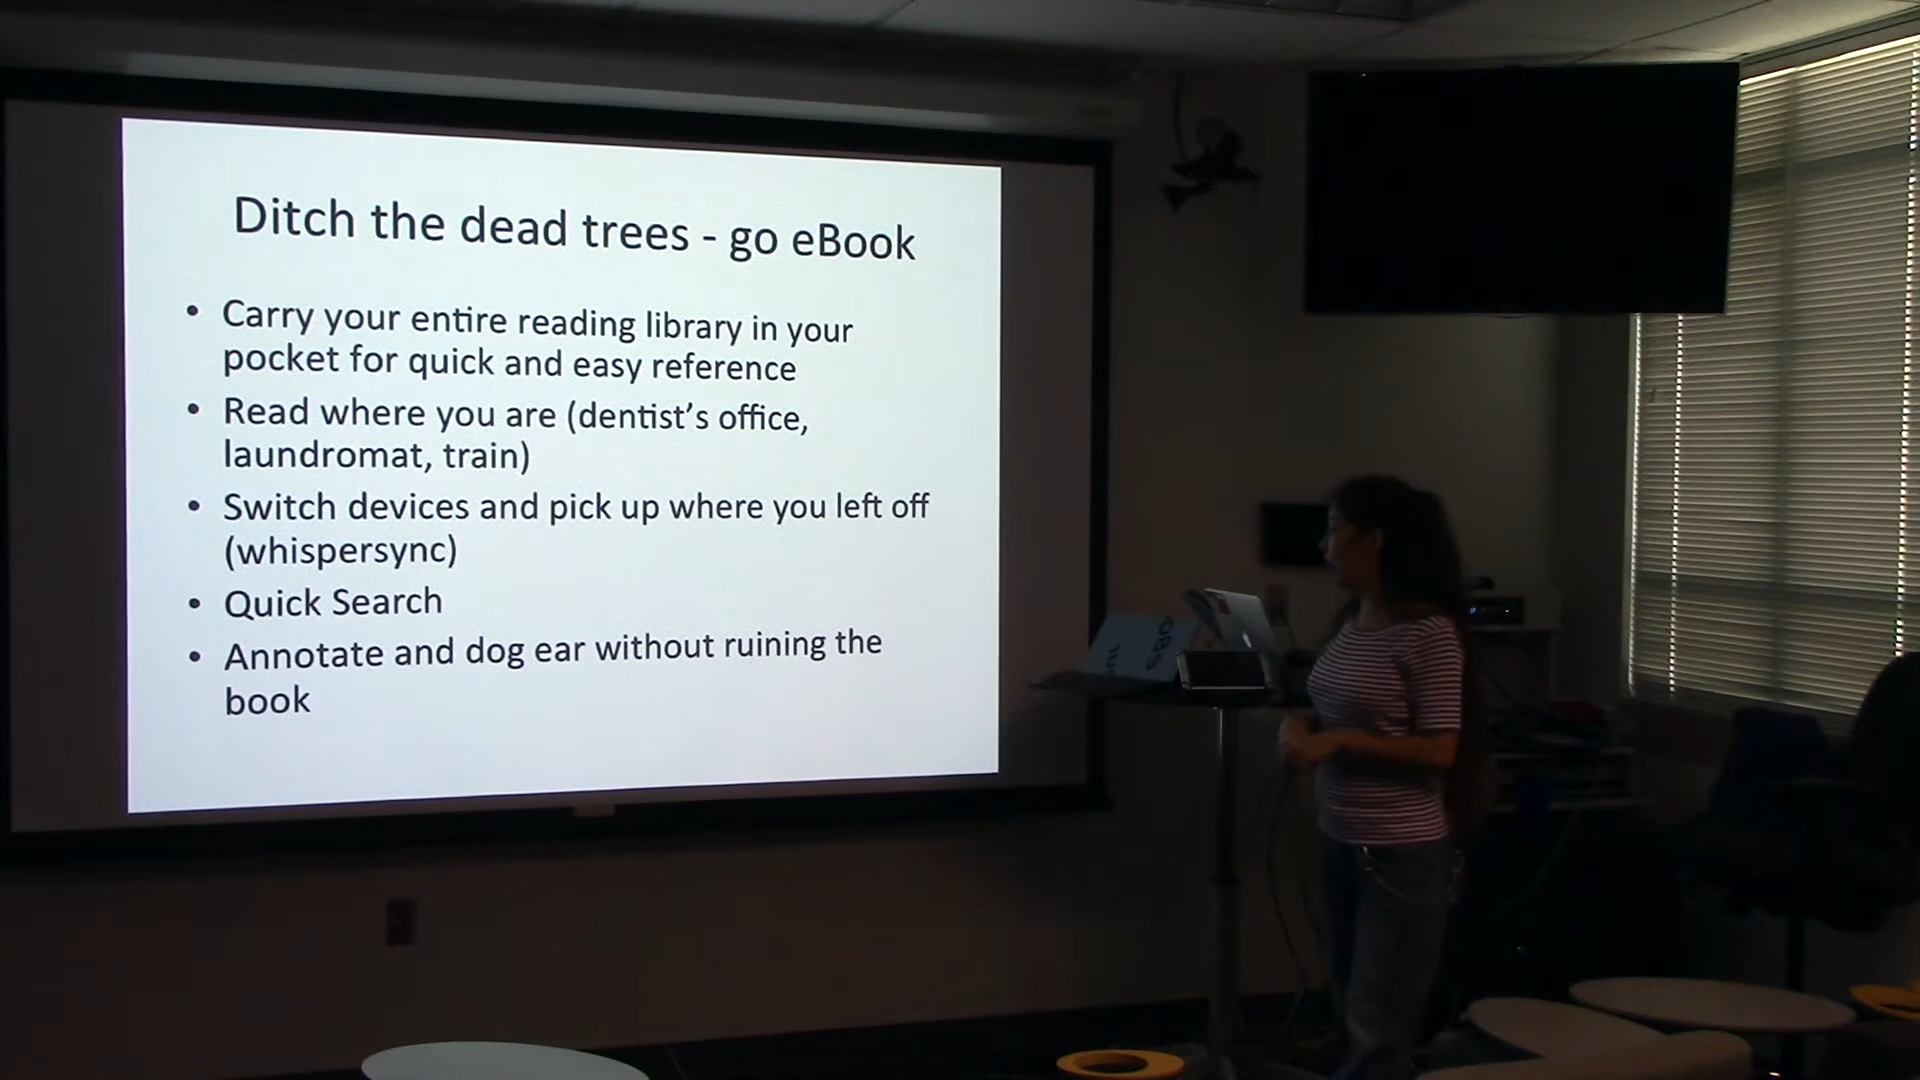 Ditch the dead trees - go eBook
• Carry your entire reading library in your
pocket for quick and easy reference
• Read where you are (dentist’s office,
laundromat, train)
• Switch devices and pick up where you left off
(whispersync)
• Quick Search
• Annotate and dog ear without ruining the
book